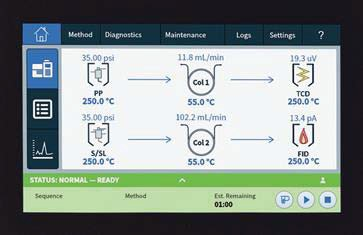 Method Diagnostics Maintenance Logs Settings ?
35.00 psi 11.8 mL/min 19.3 uV
Col 1
PP TCD
250.0 °C 55.0 °C 250.0 °C
35.00 psi 102.2 mL/min 13.4 pA
Col 2
S/SL FID
250.0 °C 55.0 °C 250.0 °C
STATUS: NORMAL — READY
Sequence Method Est. Remaining
01:00